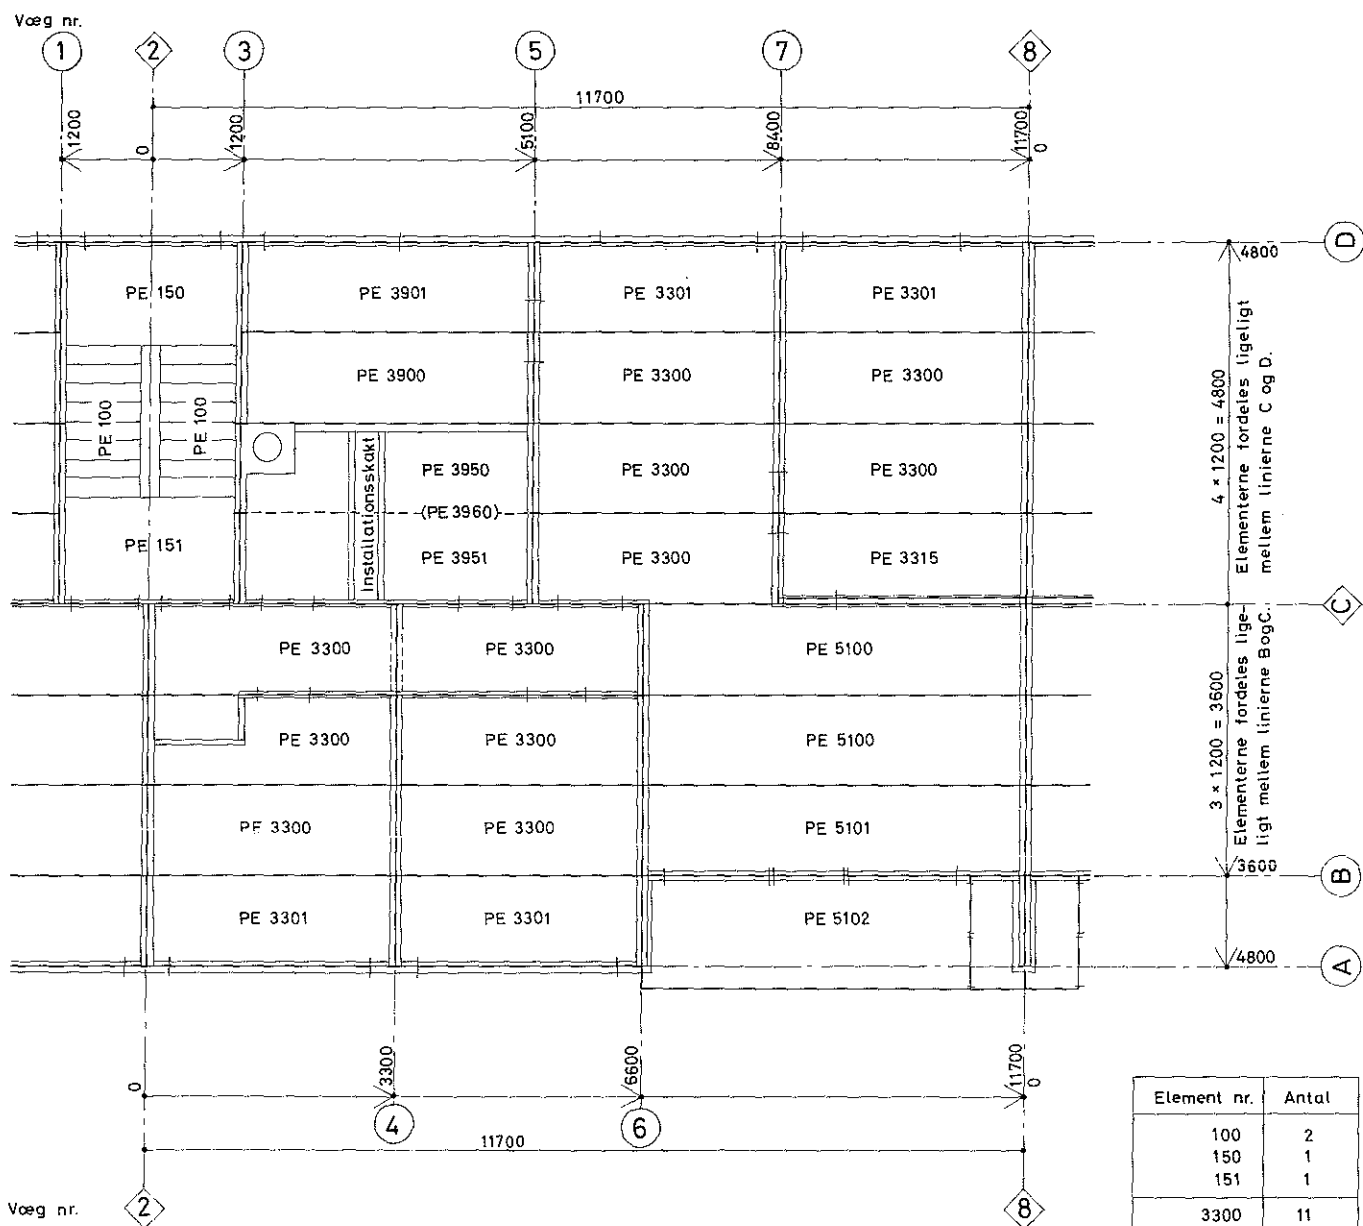 Væg nr.
1 2 3 5 7 8
11700
1200 0 1200 5100 8400 11700 0
D
4800
PE 150 PE 3901 PE 3301 PE 3301
PE 3900 PE 3300 PE 3300
PE 100 PE 100
4 × 1200 = 4800
Elementerne fordeles ligeligt
mellem linierne C og D.
Installationsskakt
PE 3950 PE 3300 PE 3300
(PE 3960)
PE 151 PE 3951 PE 3300 PE 3315
C
PE 3300 PE 3300 PE 5100
3 × 1200 = 3600
Elementerne fordeles lige-
ligt mellem linierne B og C.
PE 3300 PE 3300 PE 5100
PE 3300 PE 3300 PE 5101
3600
B
PE 3301 PE 3301 PE 5102
4800
A
0 3300 6600 11700 0
4 6
11700
Væg nr. 2 8
Element nr. Antal
100 2
150 1
151 1
3300 11